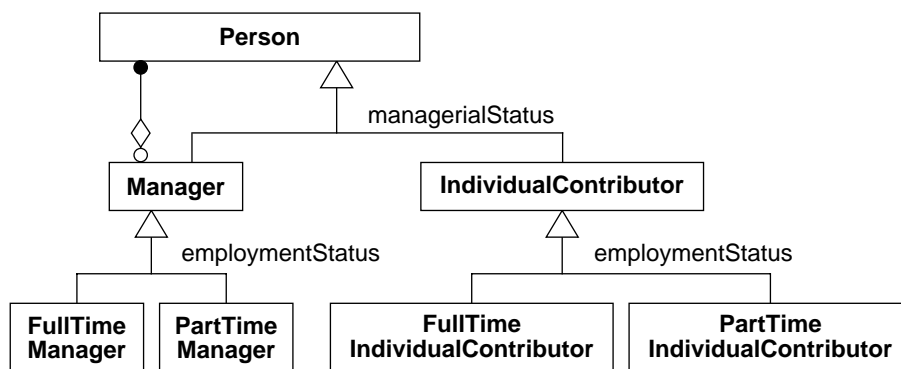 Person
managerialStatus
Manager
IndividualContributor
employmentStatus
employmentStatus
FullTime
Manager
PartTime
Manager
FullTime
IndividualContributor
PartTime
IndividualContributor